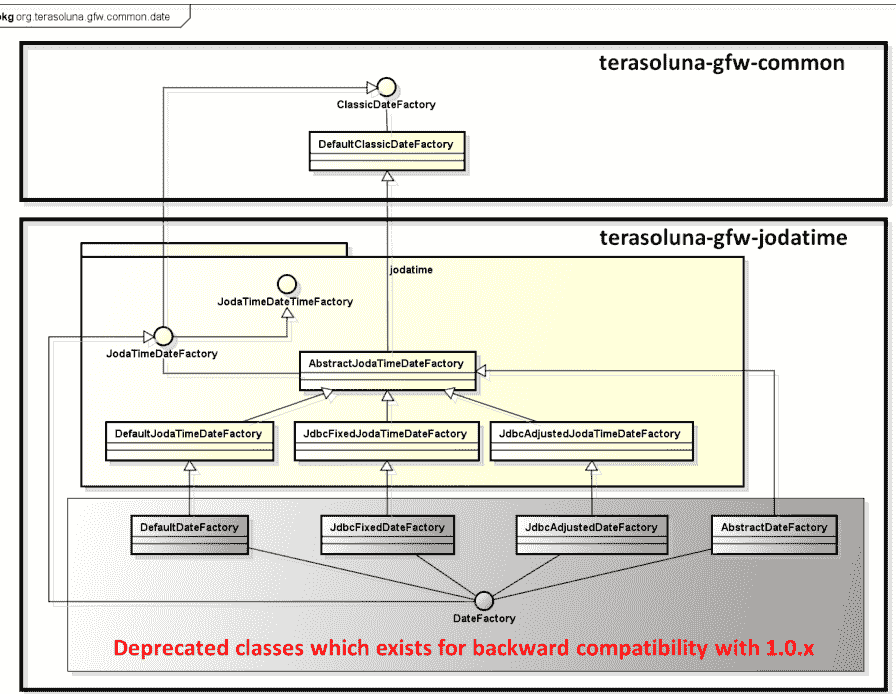 pkg org.terasoluna.gfw.common.date
terasoluna-gfw-common
ClassicDateFactory
DefaultClassicDateFactory
terasoluna-gfw-jodatime
jodatime
JodaTimeDateTimeFactory
JodaTimeDateFactory
AbstractJodaTimeDateFactory
DefaultJodaTimeDateFactory
JdbcFixedJodaTimeDateFactory
JdbcAdjustedJodaTimeDateFactory
DefaultDateFactory
JdbcFixedDateFactory
JdbcAdjustedDateFactory
AbstractDateFactory
DateFactory
Deprecated classes which exists for backward compatibility with 1.0.x